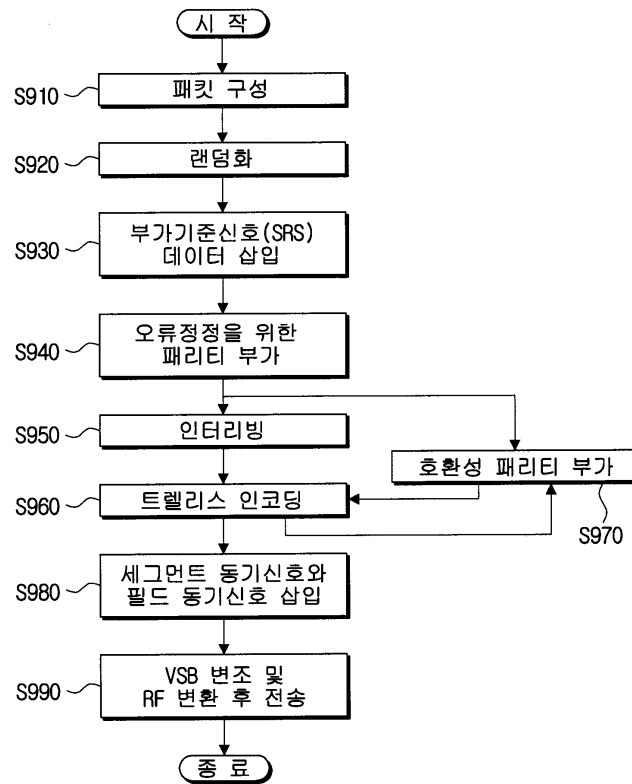 시 작
S910
패킷 구성
S920
랜덤화
S930
부가기준신호(SRS)
데이터 삽입
S940
오류정정을 위한
패리티 부가
S950
인터리빙
호환성 패리티 부가
S960
트렐리스 인코딩
S970
S980
세그먼트 동기신호와
필드 동기신호 삽입
S990
VSB 변조 및
RF 변환 후 전송
종 료